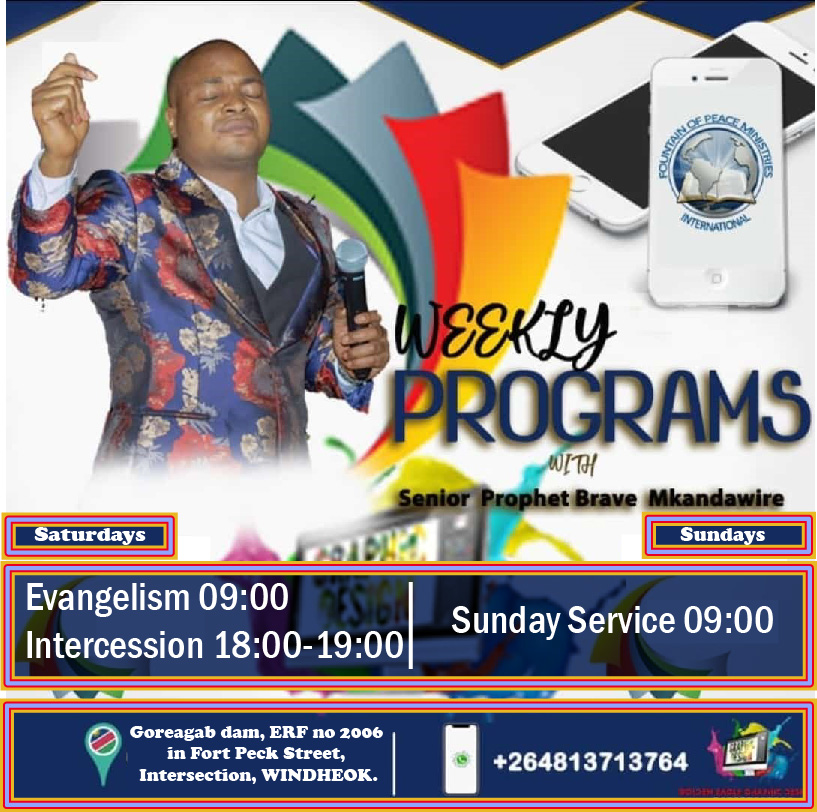 FOUNTAIN OF PEACE MINISTRIES
INTERNATIONAL
WEEKLY
PROGRAMS
WITH
Senior Prophet Brave Mkandawire
Saturdays
Sundays
Evangelism 09:00
Intercession 18:00-19:00
Sunday Service 09:00
Goreagab dam, ERF no 2006
in Fort Peck Street,
Intersection, WINDHEOK.
+264813713764